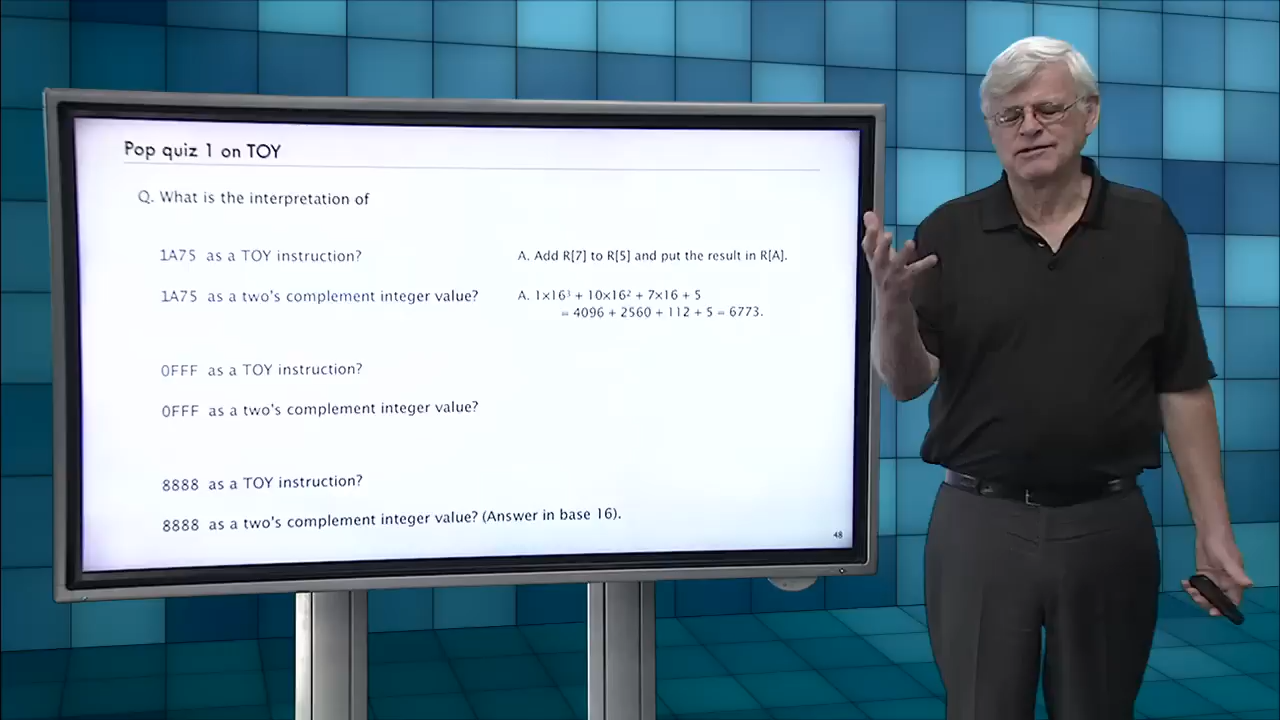 Pop quiz 1 on TOY
Q. What is the interpretation of
1A75 as a TOY instruction?
A. Add R[7] to R[5] and put the result in R[A].
1A75 as a two's complement integer value?
A. 1×16³ + 10×16² + 7×16 + 5
= 4096 + 2560 + 112 + 5 = 6773.
0FFF as a TOY instruction?
0FFF as a two's complement integer value?
8888 as a TOY instruction?
8888 as a two's complement integer value? (Answer in base 16).
48